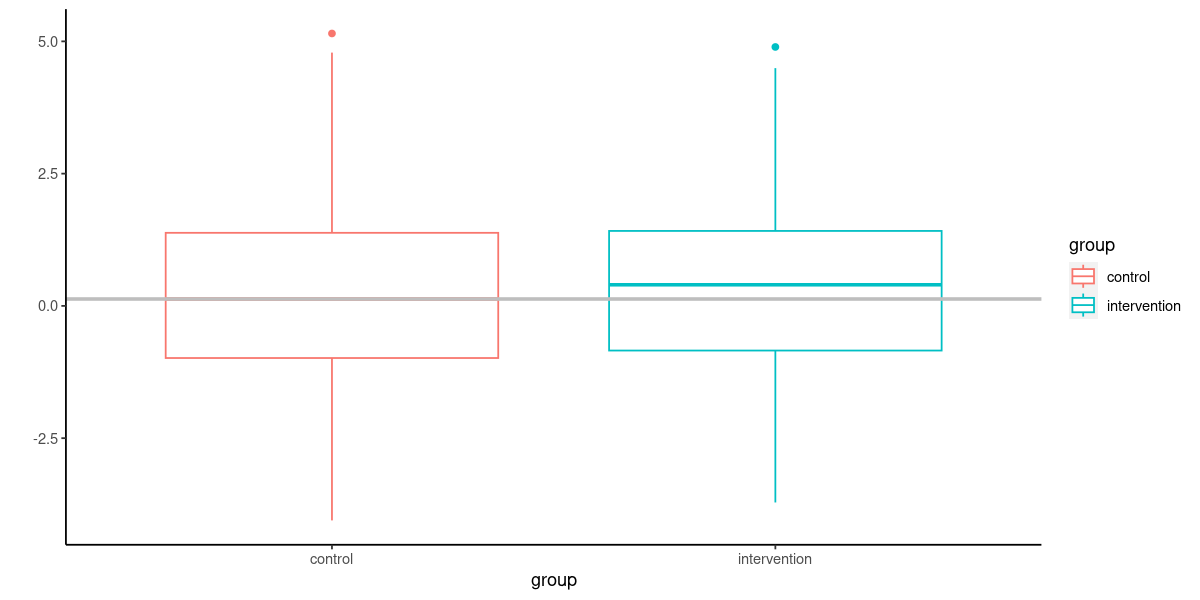 5.0
2.5
0.0
-2.5
control
intervention
group
group
control
intervention